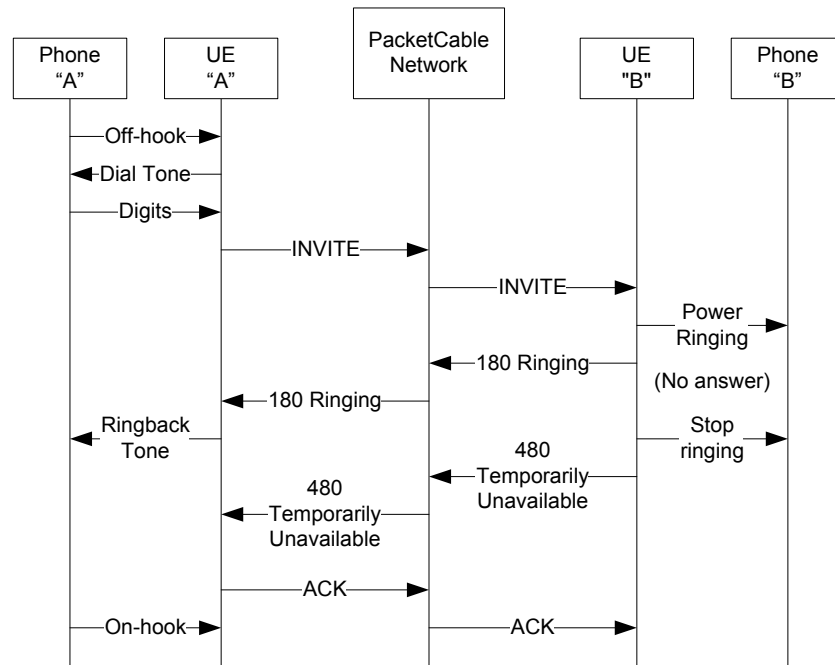 Phone
“A”
UE
“A”
PacketCable
Network
UE
"B"
Phone
“B”
Off-hook
Dial Tone
Digits
INVITE
INVITE
Power
Ringing
180 Ringing
(No answer)
180 Ringing
Ringback
Tone
Stop
ringing
480
Temporarily
Unavailable
480
Temporarily
Unavailable
ACK
On-hook
ACK